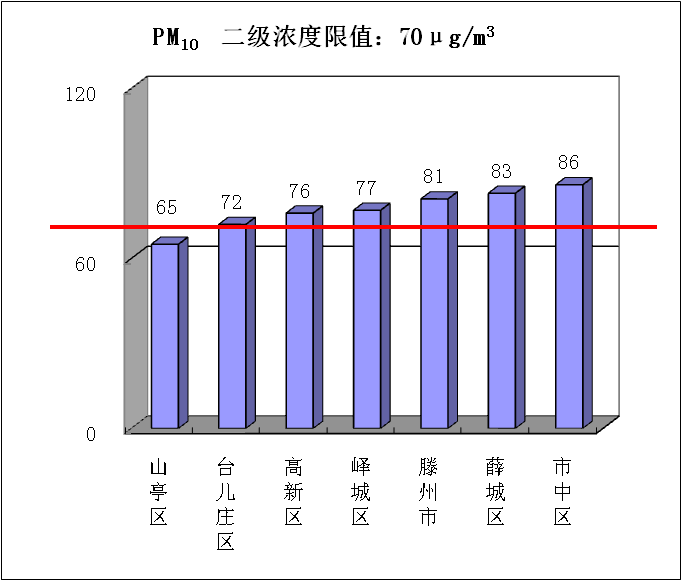 PM10 二级浓度限值：70μg/m³
120
60
0
65
72
76
77
81
83
86
山亭区
台儿庄区
高新区
峄城区
滕州市
薛城区
市中区